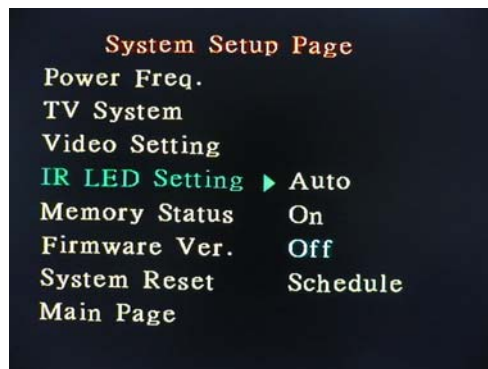 System Setup Page
Power Freq.
TV System
Video Setting
IR LED Setting ▶ Auto
Memory Status On
Firmware Ver. Off
System Reset Schedule
Main Page